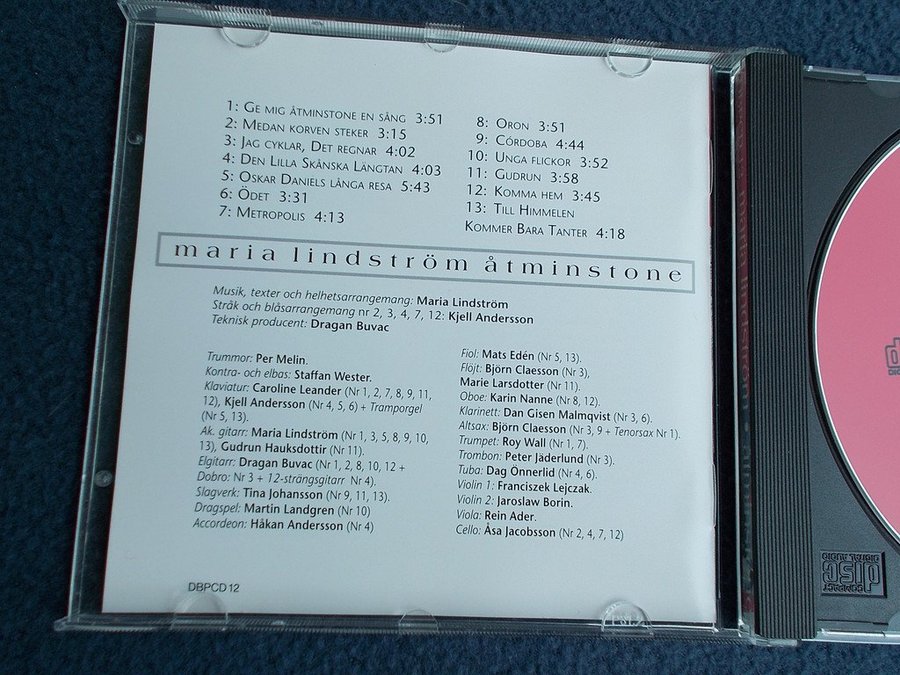 1: Ge mig åtminstone en sång 3:51
2: Medan korven steker 3:15
3: Jag cyklar, Det regnar 4:02
4: Den Lilla Skånska Längtan 4:03
5: Oskar Daniels långa resa 5:43
6: Ödet 3:31
7: Metropolis 4:13
8: Oron 3:51
9: Córdoba 4:44
10: Unga flickor 3:52
11: Gudrun 3:58
12: Komma hem 3:45
13: Till Himmelen
Kommer Bara Tanter 4:18
maria lindström åtminstone
Musik, texter och helhetsarrangemang: Maria Lindström
Stråk och blåsarrangemang nr 2, 3, 4, 7, 12: Kjell Andersson
Teknisk producent: Dragan Buvac
Trummor: Per Melin.
Kontra- och elbas: Staffan Wester.
Klaviatur: Caroline Leander (Nr 1, 2, 7, 8, 9, 11,
12), Kjell Andersson (Nr 4, 5, 6) + Tramporgel
(Nr 5, 13).
Ak. gitarr: Maria Lindström (Nr 1, 3, 5, 8, 9, 10,
13), Gudrun Hauksdottir (Nr 11).
Elgitarr: Dragan Buvac (Nr 1, 2, 8, 10, 12 +
Dobro: Nr 3 + 12-strängsgitarr Nr 4).
Slagverk: Tina Johansson (Nr 9, 11, 13).
Dragspel: Martin Landgren (Nr 10)
Accordeon: Håkan Andersson (Nr 4)
Fiol: Mats Edén (Nr 5, 13).
Flöjt: Björn Claesson (Nr 3),
Marie Larsdotter (Nr 11).
Oboe: Karin Nanne (Nr 8, 12).
Klarinett: Dan Gisen Malmqvist (Nr 3, 6).
Altsax: Björn Claesson (Nr 3, 9 + Tenorsax Nr 1).
Trumpet: Roy Wall (Nr 1, 7).
Trombon: Peter Jäderlund (Nr 3).
Tuba: Dag Önnerlid (Nr 4, 6).
Violin 1: Franciszek Lejczak.
Violin 2: Jaroslaw Borin.
Viola: Rein Ader.
Cello: Åsa Jacobsson (Nr 2, 4, 7, 12)
DBPCD 12
COMPACT
disc
DIGITAL AUDIO